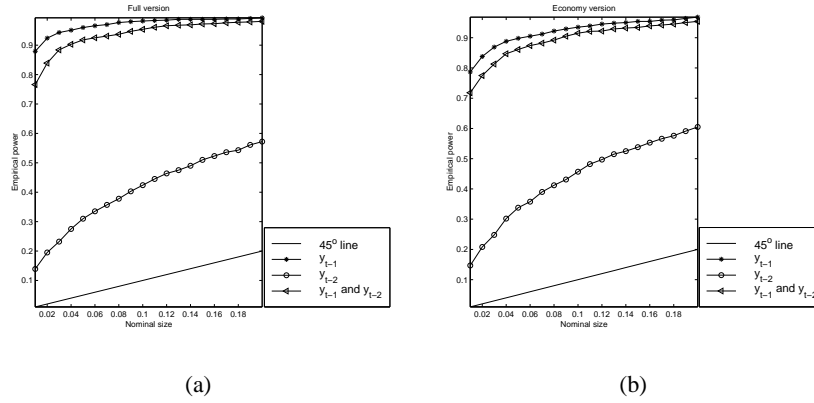 Full version
Empirical power
0.9
0.8
0.7
0.6
0.5
0.4
0.3
0.2
0.1
0.02 0.04 0.06 0.08 0.1 0.12 0.14 0.16 0.18
Nominal size
45° line
y_{t−1}
y_{t−2}
y_{t−1} and y_{t−2}
(a)
Economy version
Empirical power
0.9
0.8
0.7
0.6
0.5
0.4
0.3
0.2
0.1
0.02 0.04 0.06 0.08 0.1 0.12 0.14 0.16 0.18
Nominal size
45° line
y_{t−1}
y_{t−2}
y_{t−1} and y_{t−2}
(b)